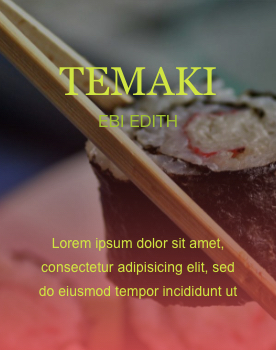 TEMAKI
EBI EDITH
Lorem ipsum dolor sit amet,
consectetur adipisicing elit, sed
do eiusmod tempor incididunt ut